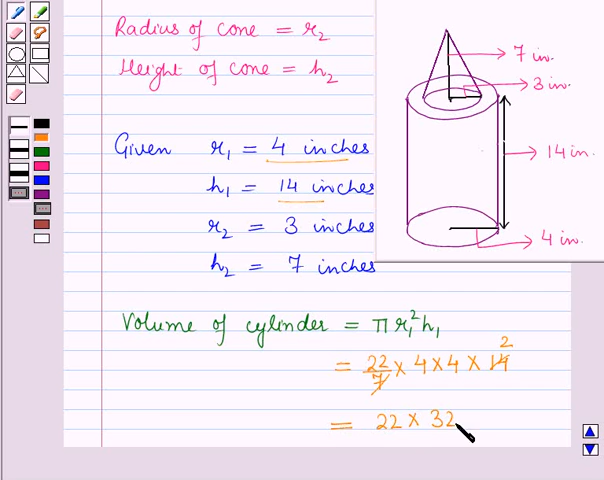 Radius of cone = r₂
Height of cone = h₂
7 in.
3 in.
14 in.
4 in.
Given r₁ = 4 inches
h₁ = 14 inches
r₂ = 3 inches
h₂ = 7 inches
Volume of cylinder = π r₁² h₁
= 22/7 × 4 × 4 × 14 2
= 22 × 32